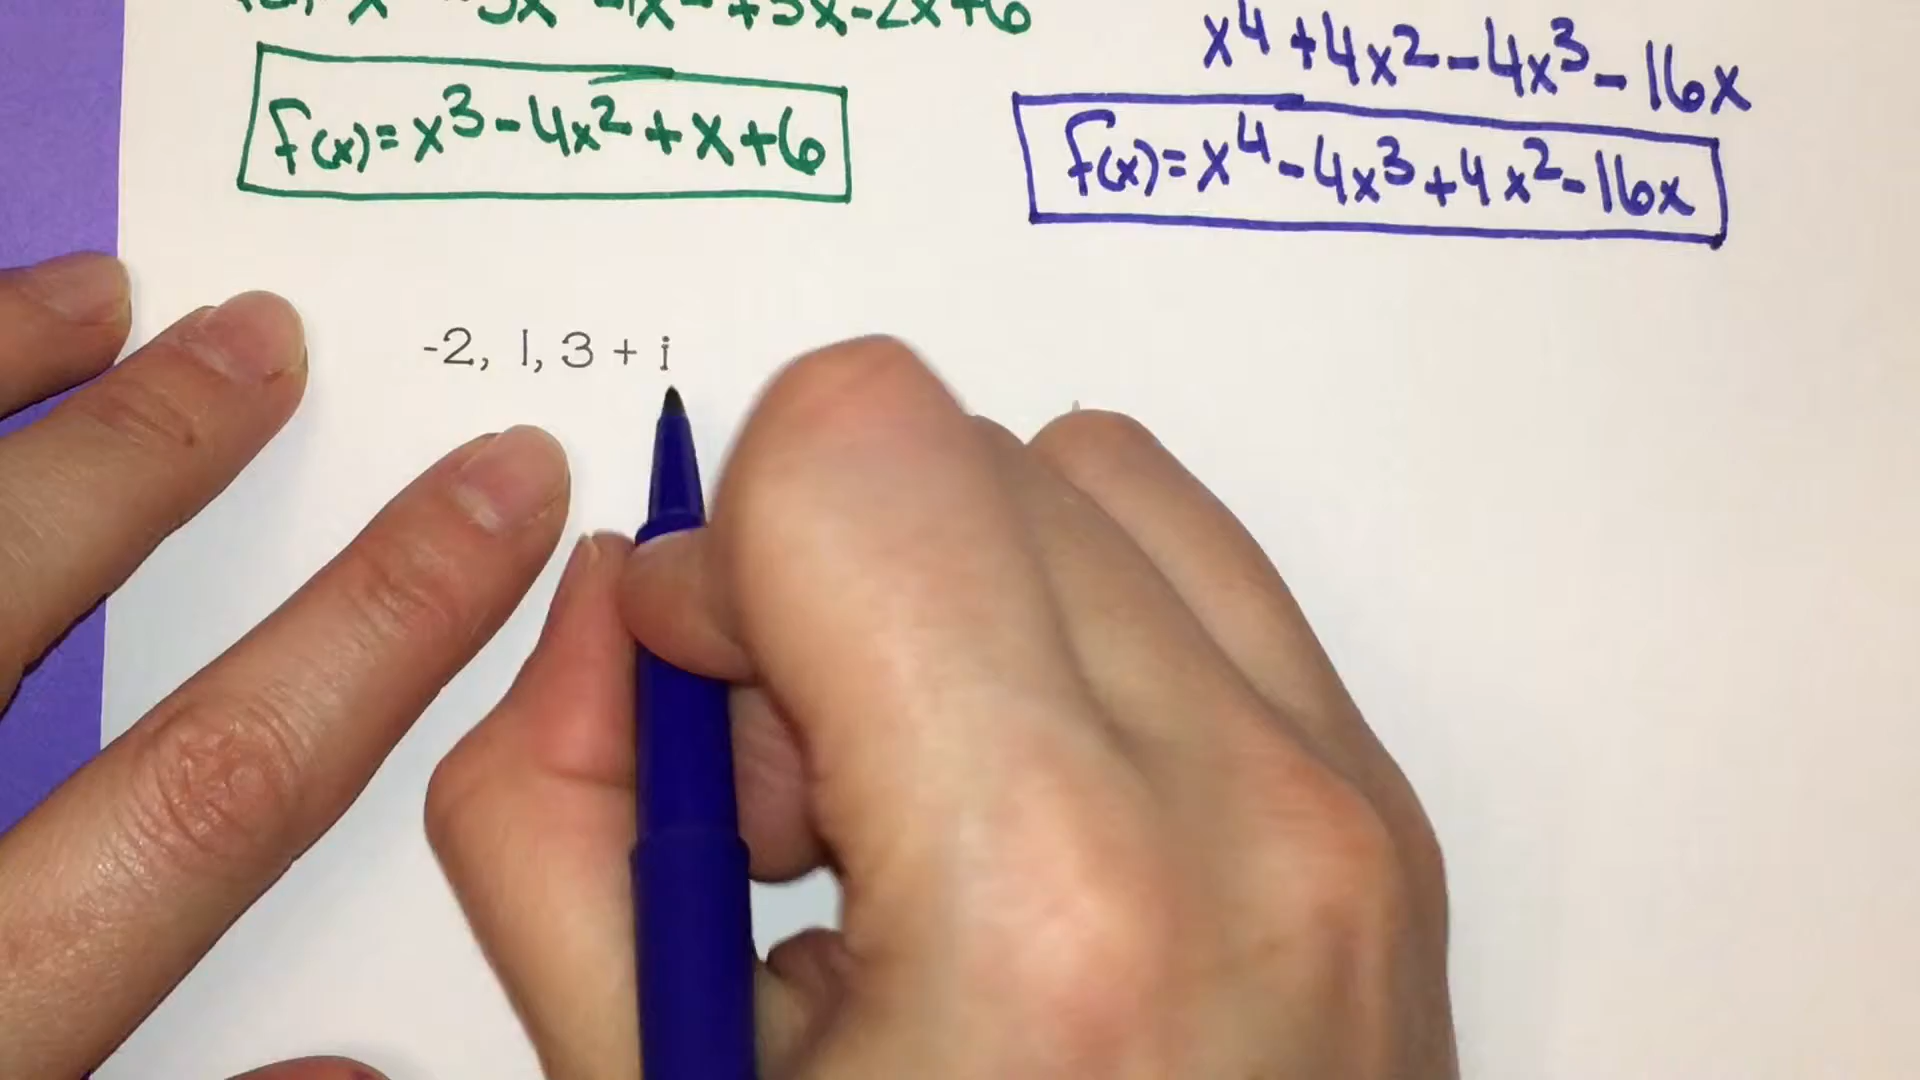 x⁴+4x²-4x³-16x
f(x)=x³-4x²+x+6
f(x)=x⁴-4x³+4x²-16x
-2, 1, 3 + i